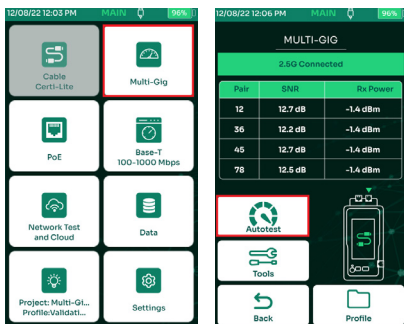 12/08/22 12:03 PM MAIN 96%
Cable
Certi-Lite
Multi-Gig
PoE
Base-T
100-1000 Mbps
Network Test
and Cloud
Data
Project: Multi-Gi...
Profile:Validati...
Settings
12/08/22 12:06 PM MAIN 96%
MULTI-GIG
2.5G Connected
Pair SNR Rx Power
12 12.7 dB -1.4 dBm
36 12.2 dB -1.4 dBm
45 12.7 dB -1.4 dBm
78 12.5 dB -1.4 dBm
Autotest
Tools
Back
Profile